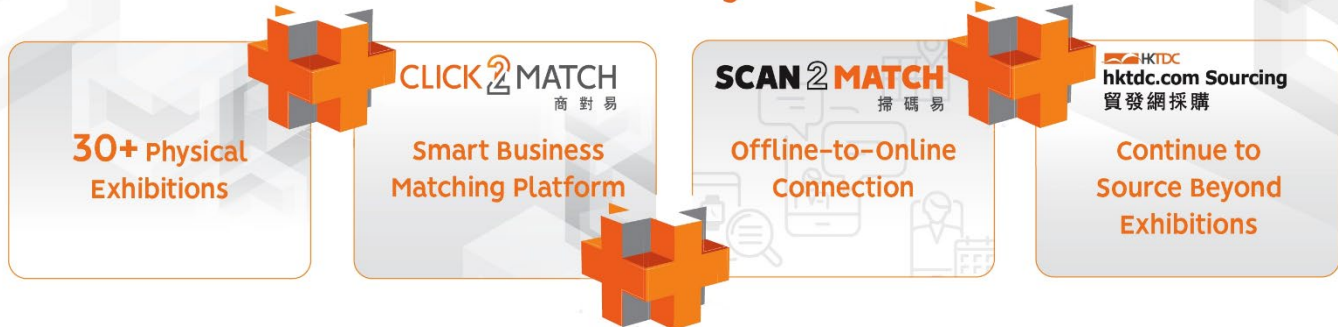 30+ Physical
Exhibitions
CLICK2MATCH
商對易
Smart Business
Matching Platform
SCAN2MATCH
掃碼易
Offline-to-Online
Connection
HKTDC
hktdc.com Sourcing
貿發網採購
Continue to
Source Beyond
Exhibitions